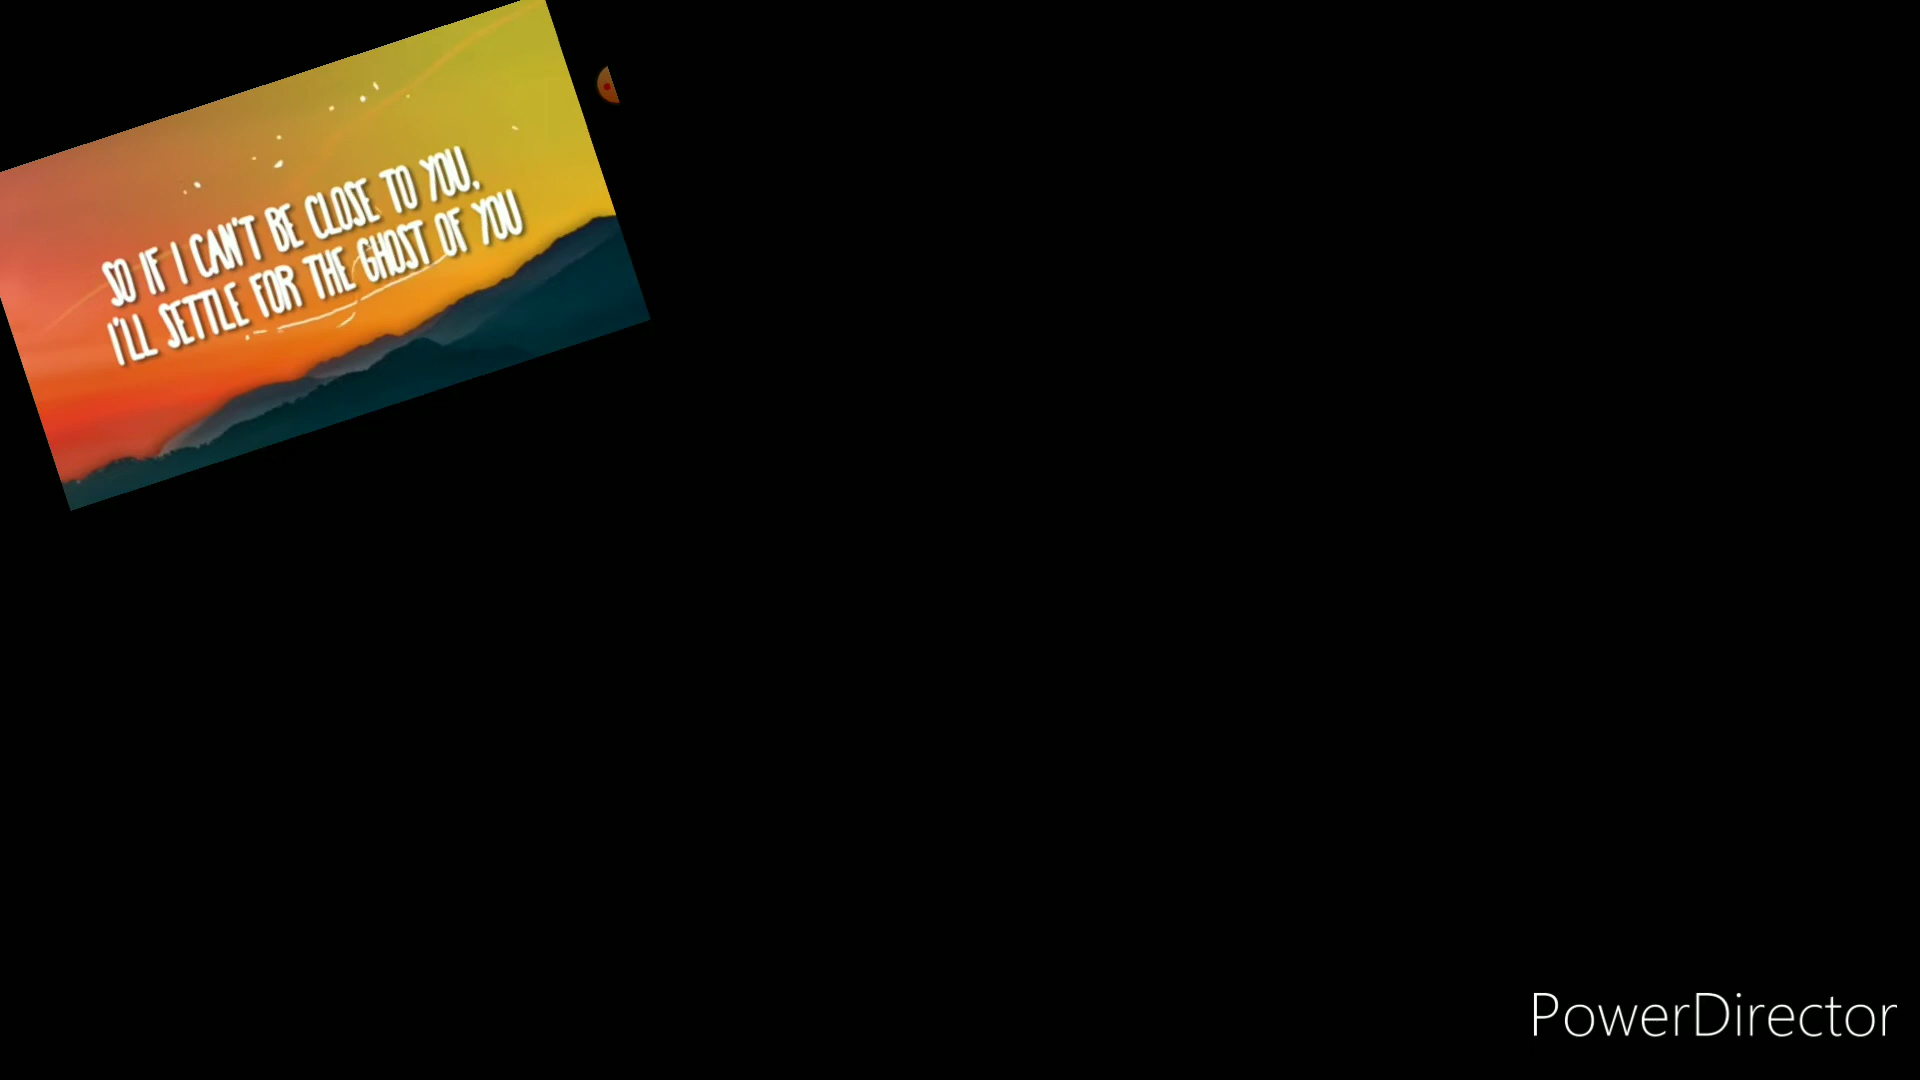 SO IF I CAN'T BE CLOSE TO YOU,
I'LL SETTLE FOR THE GHOST OF YOU
PowerDirector